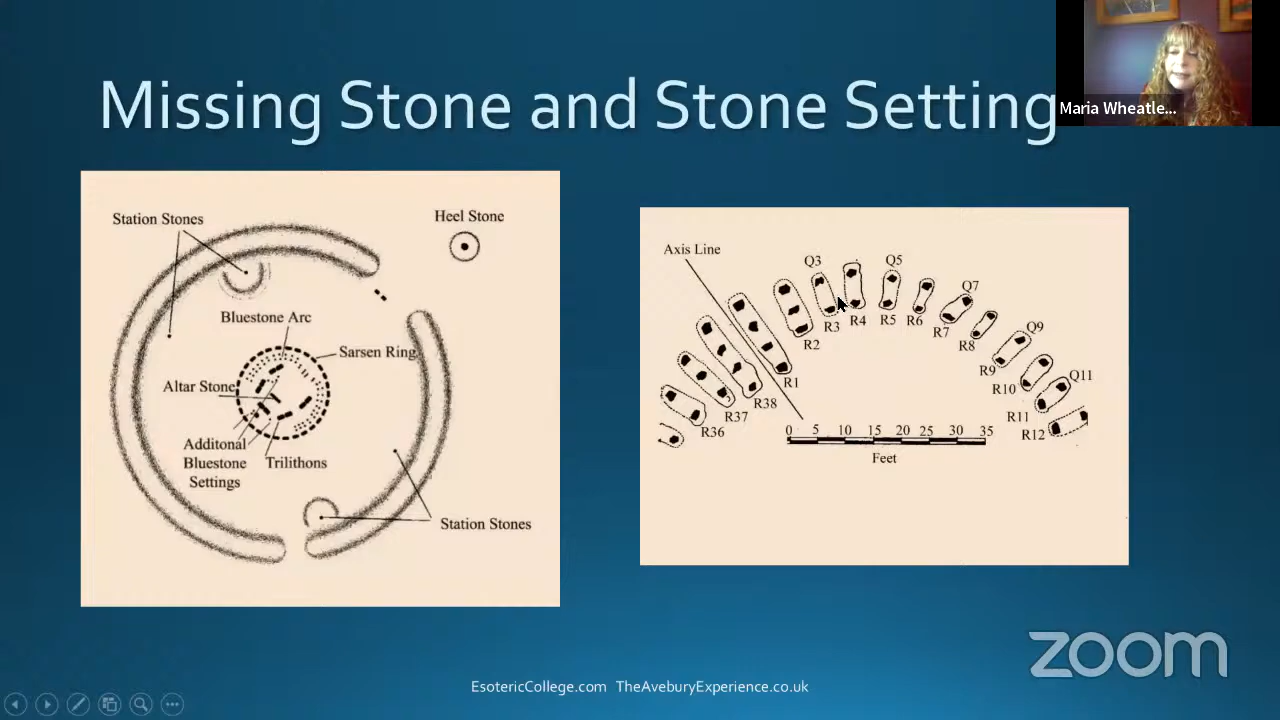 Missing Stone and Stone Setting
Maria Wheatle...
Station Stones
Heel Stone
Bluestone Arc
Sarsen Ring
Altar Stone
Additonal
Bluestone
Settings
Trilithons
Station Stones
Axis Line
Q3
Q5
Q7
Q9
Q11
R1
R2
R3
R4
R5
R6
R7
R8
R9
R10
R11
R12
R38
R37
R36
0 5 10 15 20 25 30 35
Feet
zoom
EsotericCollege.com TheAveburyExperience.co.uk